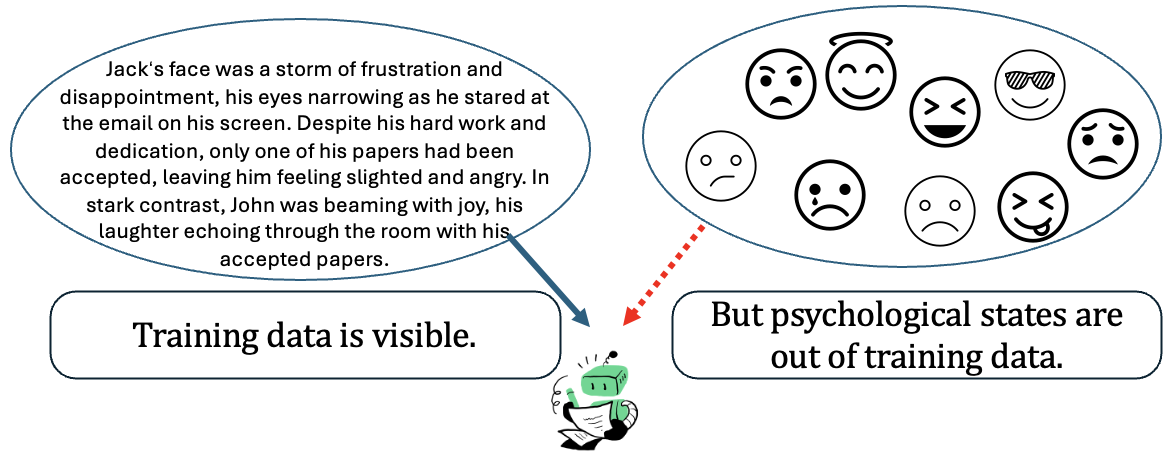 Jack‘s face was a storm of frustration and
disappointment, his eyes narrowing as he stared at
the email on his screen. Despite his hard work and
dedication, only one of his papers had been
accepted, leaving him feeling slighted and angry. In
stark contrast, John was beaming with joy, his
laughter echoing through the room with his
accepted papers.
Training data is visible.
But psychological states are
out of training data.